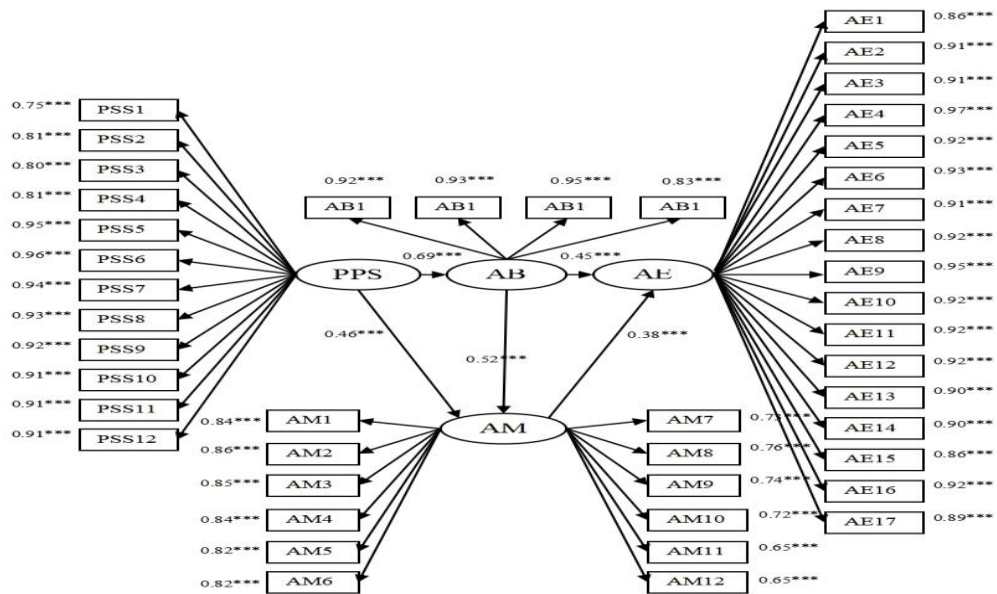 AE1 0.86***
AE2 0.91***
AE3 0.91***
AE4 0.97***
AE5 0.92***
AE6 0.93***
AE7 0.91***
AE8 0.92***
AE9 0.95***
AE10 0.92***
AE11 0.92***
AE12 0.92***
AE13 0.90***
AE14 0.90***
AE15 0.86***
AE16 0.92***
AE17 0.89***
0.75*** PSS1
0.81*** PSS2
0.80*** PSS3
0.81*** PSS4
0.95*** PSS5
0.96*** PSS6
0.94*** PSS7
0.93*** PSS8
0.92*** PSS9
0.91*** PSS10
0.91*** PSS11
0.91*** PSS12
0.92*** 0.93*** 0.95*** 0.83***
AB1 AB1 AB1 AB1
PPS 0.69*** AB 0.45*** AE
0.46*** 0.52*** 0.38***
AM
0.84*** AM1
0.86*** AM2
0.85*** AM3
0.84*** AM4
0.82*** AM5
0.82*** AM6
AM7
AM8 0.76***
AM9 0.74***
AM10 0.72***
AM11 0.65***
AM12 0.65***